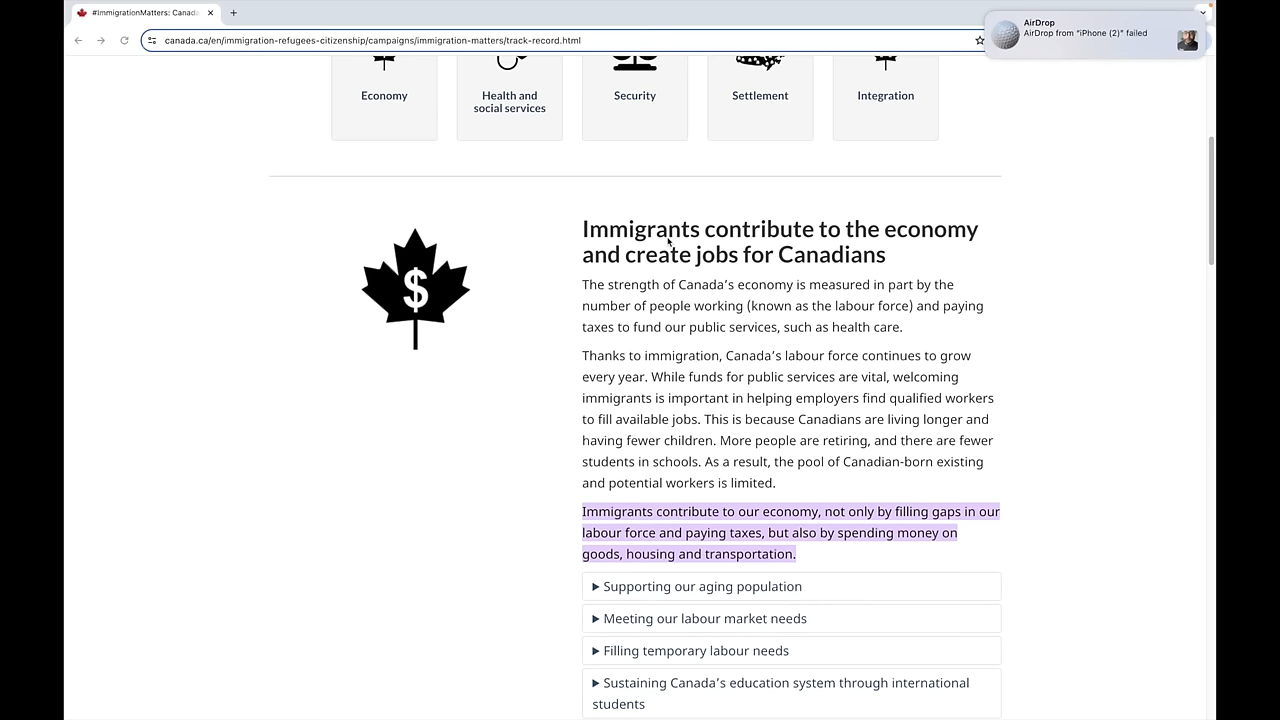 #ImmigrationMatters: Canada
AirDrop
AirDrop from “iPhone (2)” failed
canada.ca/en/immigration-refugees-citizenship/campaigns/immigration-matters/track-record.html
Economy
Health and
social services
Security
Settlement
Integration
$
Immigrants contribute to the economy
and create jobs for Canadians
The strength of Canada’s economy is measured in part by the
number of people working (known as the labour force) and paying
taxes to fund our public services, such as health care.
Thanks to immigration, Canada’s labour force continues to grow
every year. While funds for public services are vital, welcoming
immigrants is important in helping employers find qualified workers
to fill available jobs. This is because Canadians are living longer and
having fewer children. More people are retiring, and there are fewer
students in schools. As a result, the pool of Canadian-born existing
and potential workers is limited.
Immigrants contribute to our economy, not only by filling gaps in our
labour force and paying taxes, but also by spending money on
goods, housing and transportation.
Supporting our aging population
Meeting our labour market needs
Filling temporary labour needs
Sustaining Canada’s education system through international
students